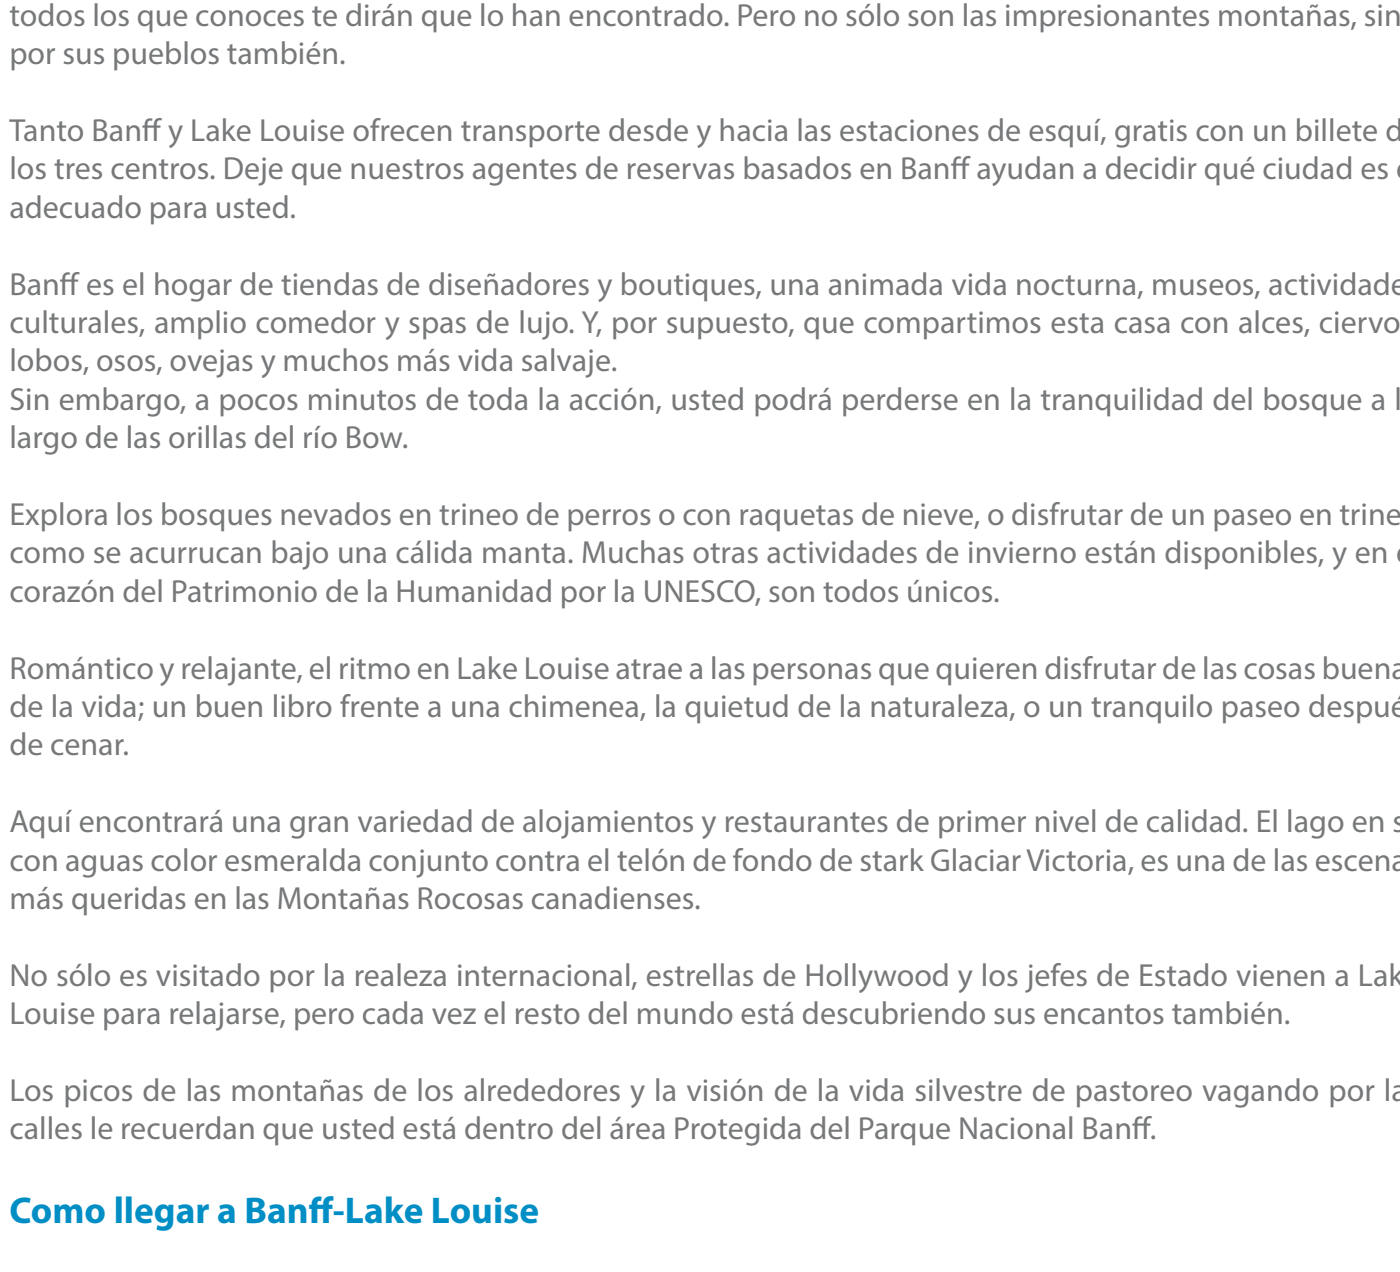 todos los que conoces te dirán que lo han encontrado. Pero no sólo son las impresionantes montañas, sin
por sus pueblos también.
Tanto Banff y Lake Louise ofrecen transporte desde y hacia las estaciones de esquí, gratis con un billete d
los tres centros. Deje que nuestros agentes de reservas basados en Banff ayudan a decidir qué ciudad es
adecuado para usted.
Banff es el hogar de tiendas de diseñadores y boutiques, una animada vida nocturna, museos, actividade
culturales, amplio comedor y spas de lujo. Y, por supuesto, que compartimos esta casa con alces, ciervo
lobos, osos, ovejas y muchos más vida salvaje.
Sin embargo, a pocos minutos de toda la acción, usted podrá perderse en la tranquilidad del bosque a l
largo de las orillas del río Bow.
Explora los bosques nevados en trineo de perros o con raquetas de nieve, o disfrutar de un paseo en trine
como se acurrucan bajo una cálida manta. Muchas otras actividades de invierno están disponibles, y en
corazón del Patrimonio de la Humanidad por la UNESCO, son todos únicos.
Romántico y relajante, el ritmo en Lake Louise atrae a las personas que quieren disfrutar de las cosas buena
de la vida; un buen libro frente a una chimenea, la quietud de la naturaleza, o un tranquilo paseo despué
de cenar.
Aquí encontrará una gran variedad de alojamientos y restaurantes de primer nivel de calidad. El lago en s
con aguas color esmeralda conjunto contra el telón de fondo de stark Glaciar Victoria, es una de las escena
más queridas en las Montañas Rocosas canadienses.
No sólo es visitado por la realeza internacional, estrellas de Hollywood y los jefes de Estado vienen a Lak
Louise para relajarse, pero cada vez el resto del mundo está descubriendo sus encantos también.
Los picos de las montañas de los alrededores y la visión de la vida silvestre de pastoreo vagando por la
calles le recuerdan que usted está dentro del área Protegida del Parque Nacional Banff.
Como llegar a Banff-Lake Louise